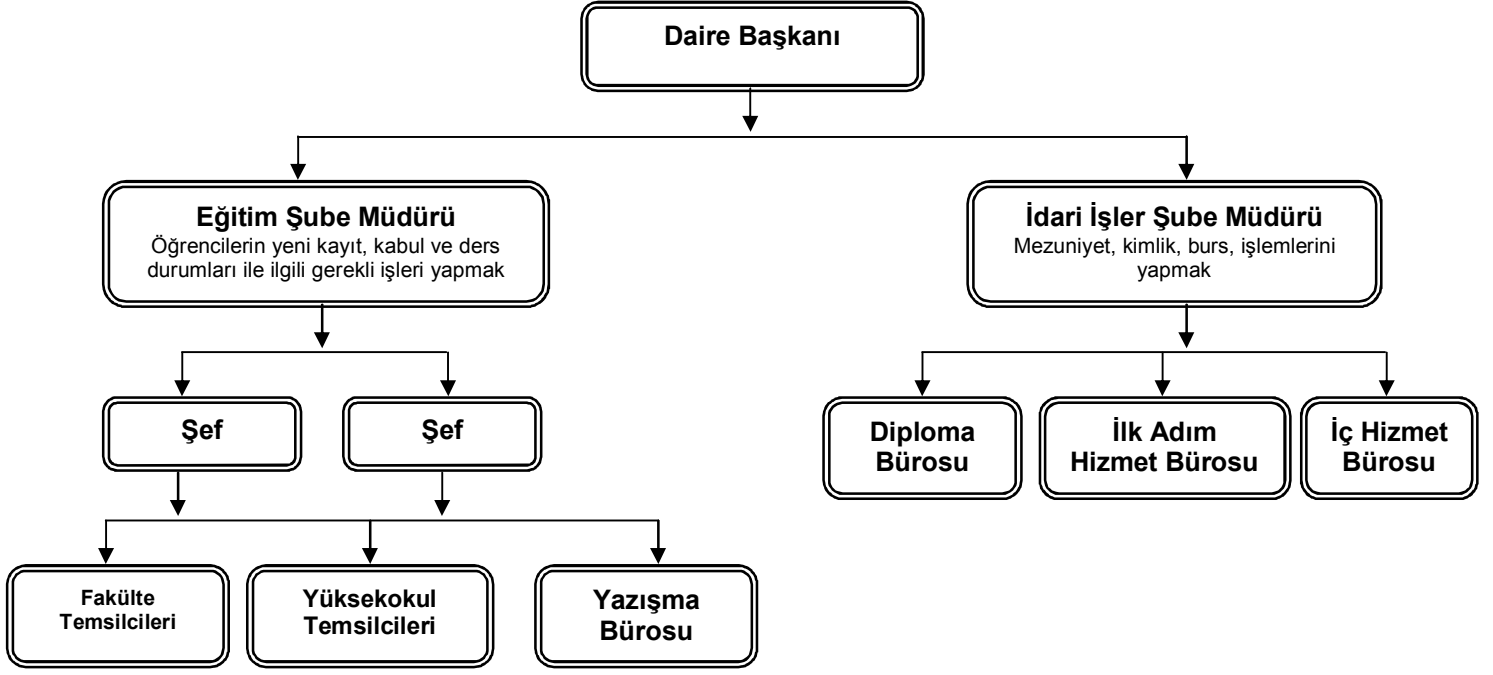 Daire Başkanı
Eğitim Şube Müdürü
Öğrencilerin yeni kayıt, kabul ve ders
durumları ile ilgili gerekli işleri yapmak
İdari İşler Şube Müdürü
Mezuniyet, kimlik, burs, işlemlerini
yapmak
Şef
Şef
Diploma
Bürosu
İlk Adım
Hizmet Bürosu
İç Hizmet
Bürosu
Fakülte
Temsilcileri
Yüksekokul
Temsilcileri
Yazışma
Bürosu